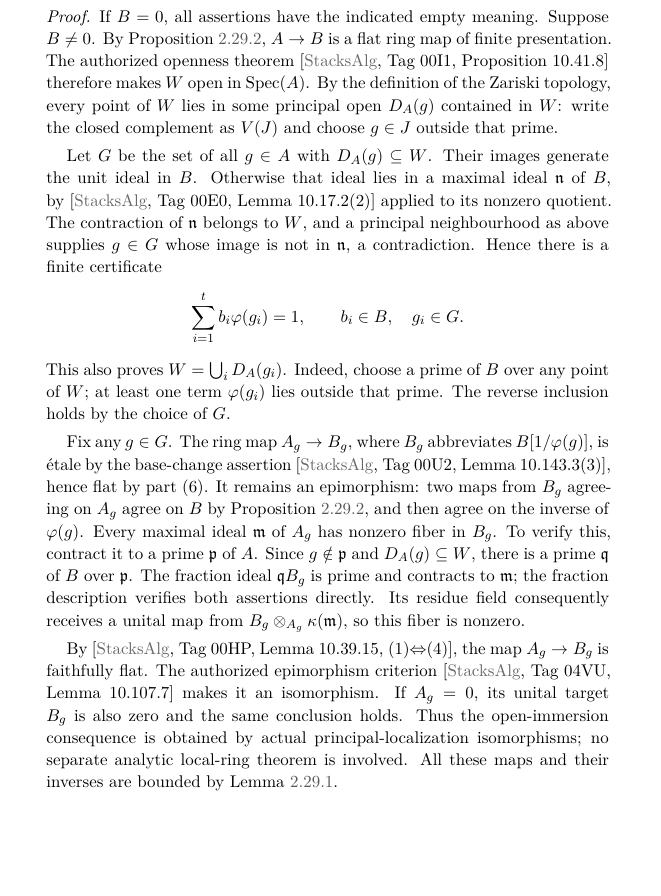 Proof. If B = 0, all assertions have the indicated empty meaning. Suppose
B ≠ 0. By Proposition 2.29.2, A → B is a flat ring map of finite presentation.
The authorized openness theorem [StacksAlg, Tag 00I1, Proposition 10.41.8]
therefore makes W open in Spec(A). By the definition of the Zariski topology,
every point of W lies in some principal open D_A(g) contained in W: write
the closed complement as V(J) and choose g ∈ J outside that prime.
Let G be the set of all g ∈ A with D_A(g) ⊆ W. Their images generate
the unit ideal in B. Otherwise that ideal lies in a maximal ideal 𝔫 of B,
by [StacksAlg, Tag 00E0, Lemma 10.17.2(2)] applied to its nonzero quotient.
The contraction of 𝔫 belongs to W, and a principal neighbourhood as above
supplies g ∈ G whose image is not in 𝔫, a contradiction. Hence there is a
finite certificate
∑_{i=1}^{t} b_iφ(g_i) = 1, b_i ∈ B, g_i ∈ G.
This also proves W = ⋃_i D_A(g_i). Indeed, choose a prime of B over any point
of W; at least one term φ(g_i) lies outside that prime. The reverse inclusion
holds by the choice of G.
Fix any g ∈ G. The ring map A_g → B_g, where B_g abbreviates B[1/φ(g)], is
étale by the base-change assertion [StacksAlg, Tag 00U2, Lemma 10.143.3(3)],
hence flat by part (6). It remains an epimorphism: two maps from B_g agree-
ing on A_g agree on B by Proposition 2.29.2, and then agree on the inverse of
φ(g). Every maximal ideal 𝔪 of A_g has nonzero fiber in B_g. To verify this,
contract it to a prime 𝔭 of A. Since g ∉ 𝔭 and D_A(g) ⊆ W, there is a prime 𝔮
of B over 𝔭. The fraction ideal 𝔮B_g is prime and contracts to 𝔪; the fraction
description verifies both assertions directly. Its residue field consequently
receives a unital map from B_g ⊗_{A_g} κ(𝔪), so this fiber is nonzero.
By [StacksAlg, Tag 00HP, Lemma 10.39.15, (1)⇔(4)], the map A_g → B_g is
faithfully flat. The authorized epimorphism criterion [StacksAlg, Tag 04VU,
Lemma 10.107.7] makes it an isomorphism. If A_g = 0, its unital target
B_g is also zero and the same conclusion holds. Thus the open-immersion
consequence is obtained by actual principal-localization isomorphisms; no
separate analytic local-ring theorem is involved. All these maps and their
inverses are bounded by Lemma 2.29.1.